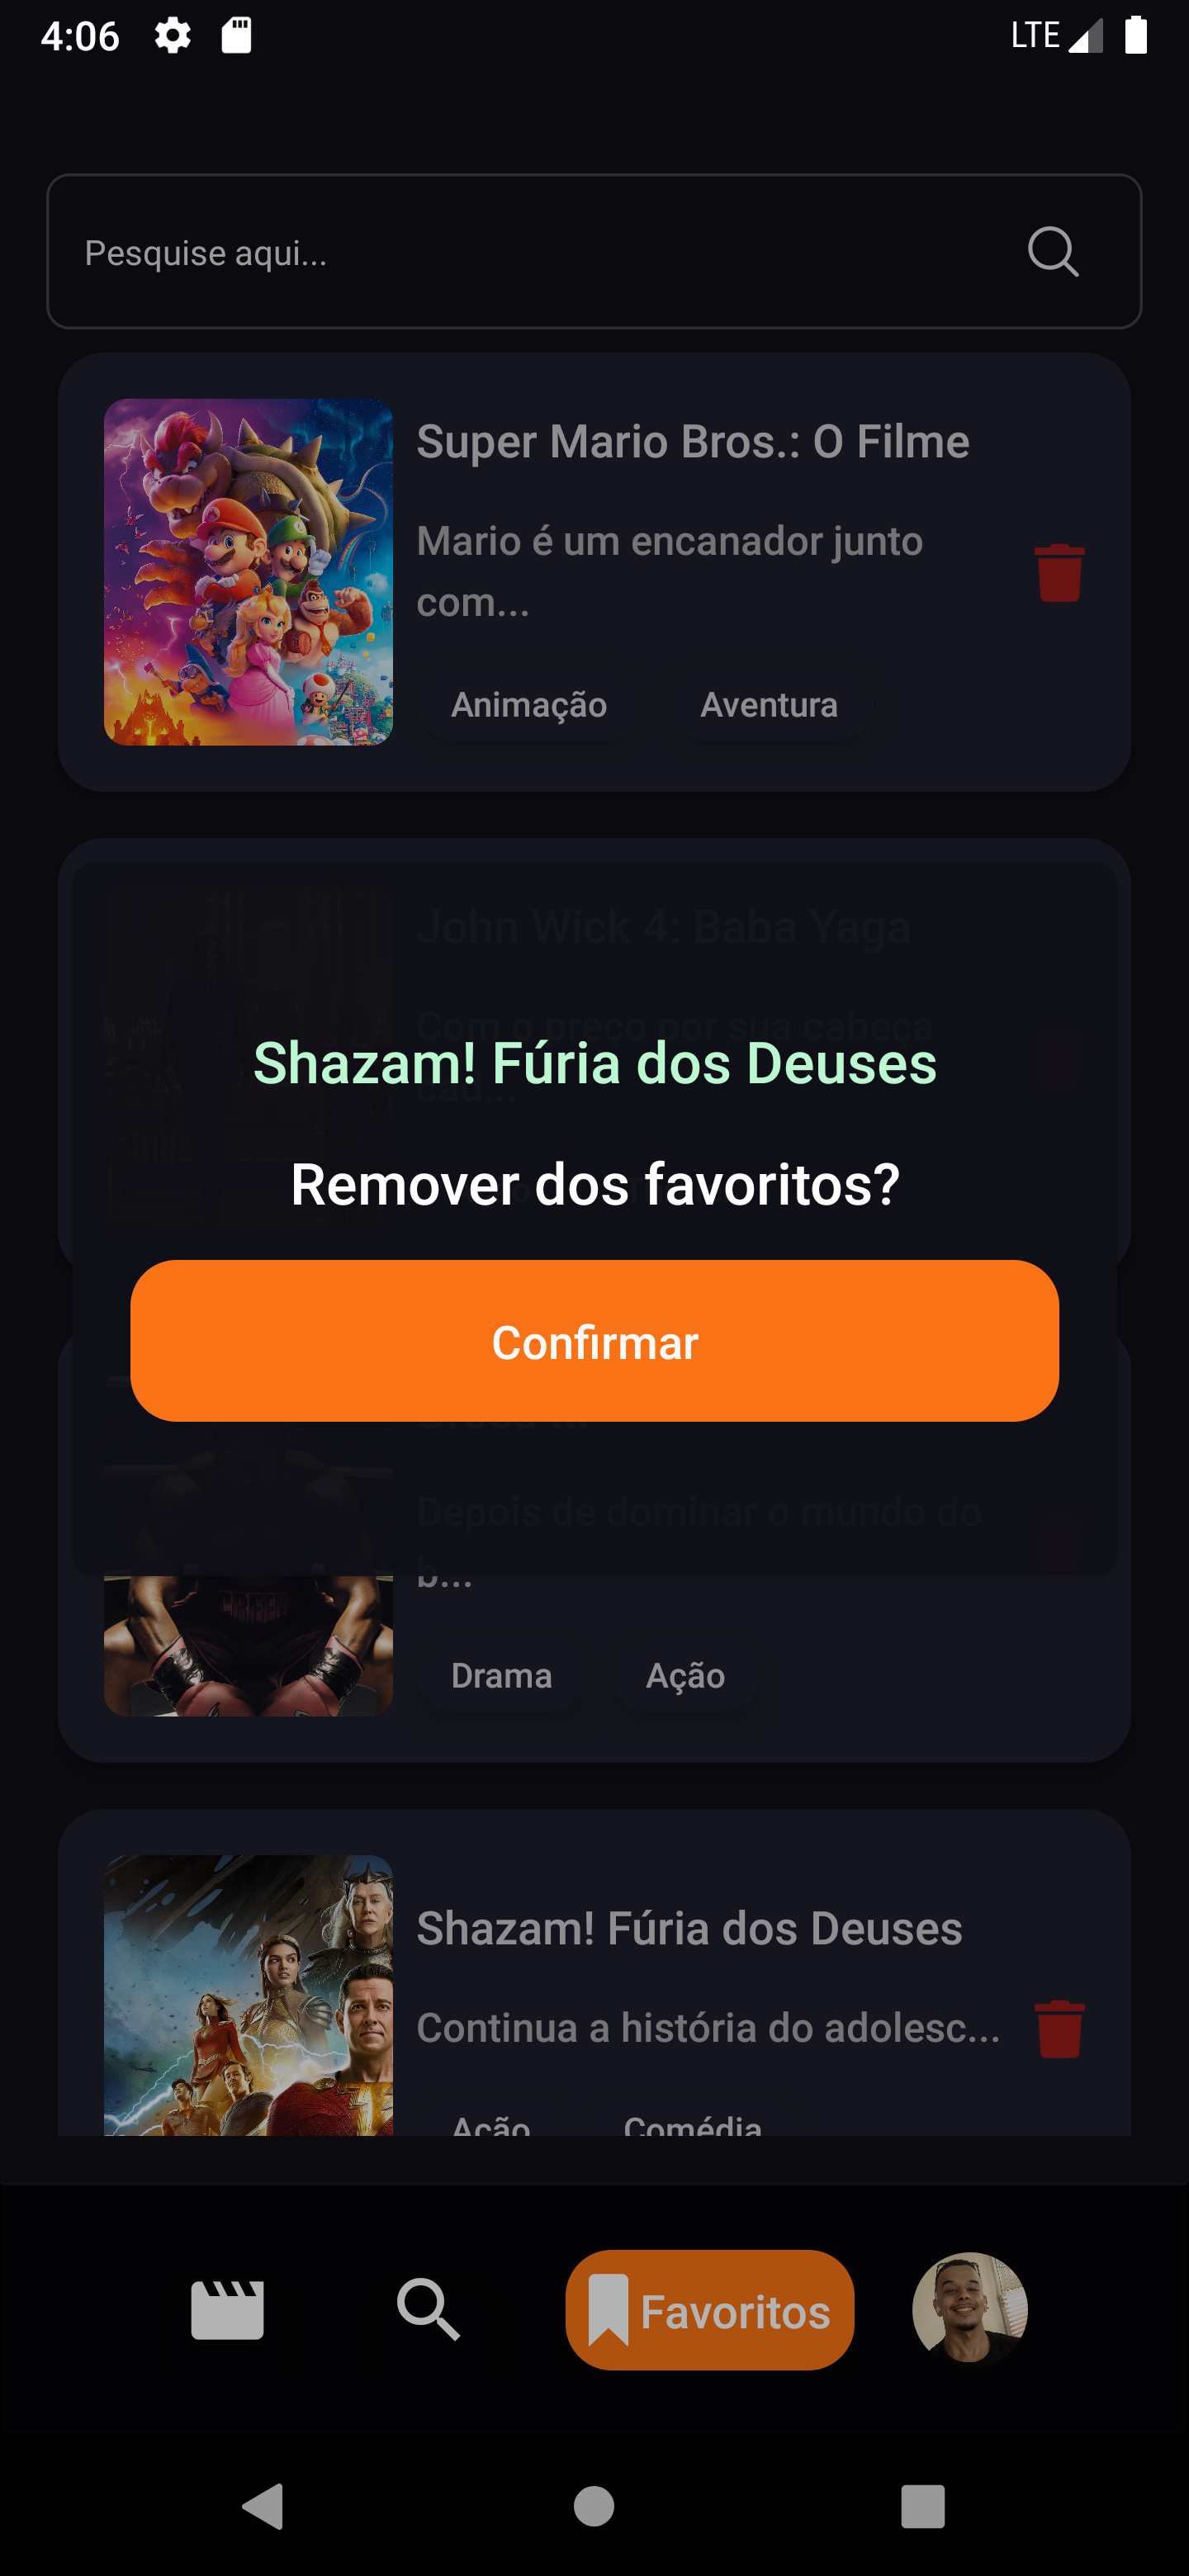 4:06
LTE
Pesquise aqui...
Super Mario Bros.: O Filme
Mario é um encanador junto
com...
Animação
Aventura
John Wick 4: Baba Yaga
Com o preço por sua cabeça
cad...
Shazam! Fúria dos Deuses
Remover dos favoritos?
Confirmar
Depois de dominar o mundo do
b...
Drama
Ação
Shazam! Fúria dos Deuses
Continua a história do adolesc...
Ação
Comédia
Favoritos